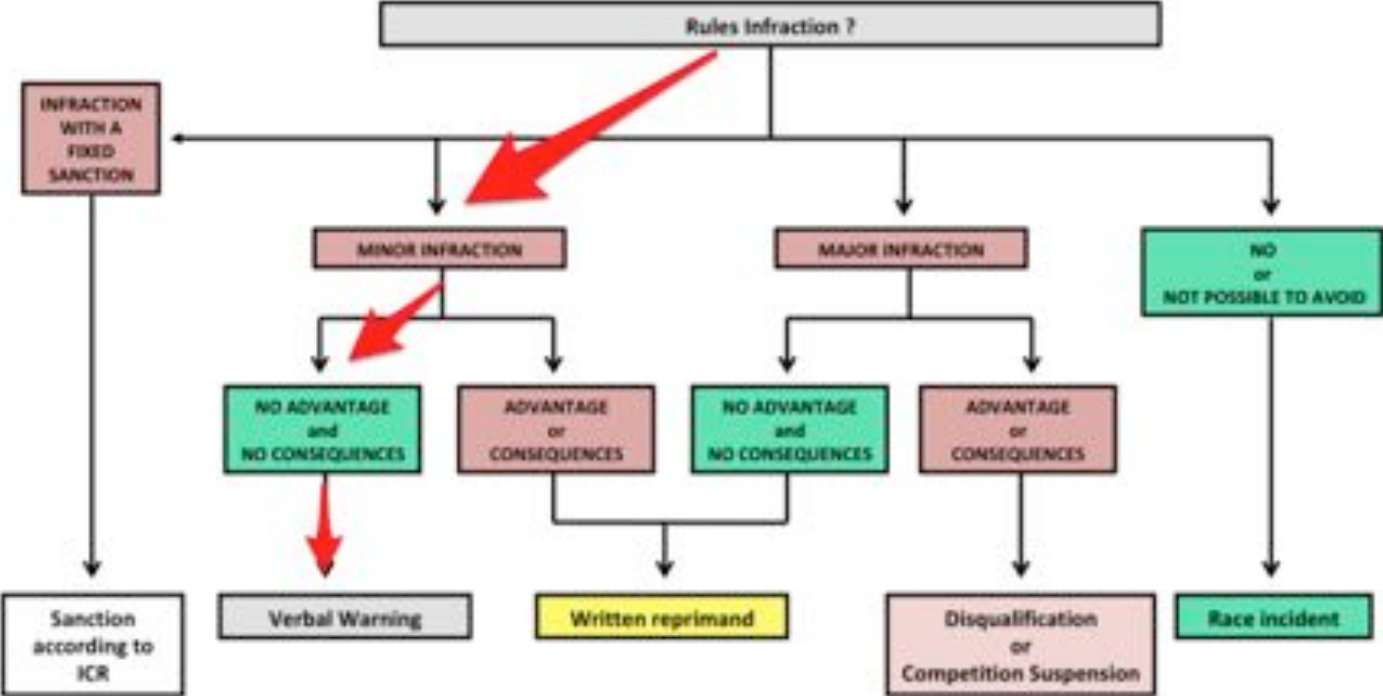 Rules Infraction ?
INFRACTION
WITH A
FIXED
SANCTION
MINOR INFRACTION
MAJOR INFRACTION
NO
or
NOT POSSIBLE TO AVOID
NO ADVANTAGE
and
NO CONSEQUENCES
ADVANTAGE
or
CONSEQUENCES
NO ADVANTAGE
and
NO CONSEQUENCES
ADVANTAGE
or
CONSEQUENCES
Sanction
according to
ICR
Verbal Warning
Written reprimand
Disqualification
or
Competition Suspension
Race incident